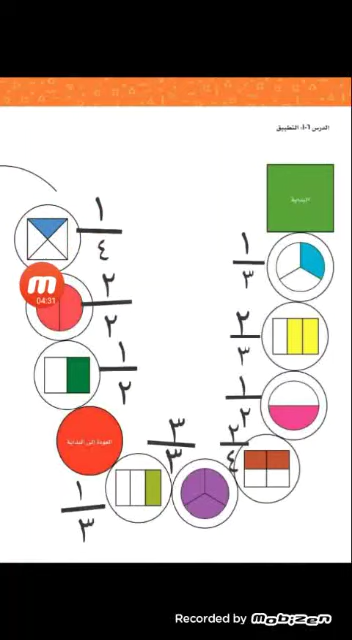 الدرس ٦-١: التطبيق
البداية
١/٣
٢/٣
١/٢
٢/٤
٣/٣
١/٣
العودة إلى البداية
١/٢
٢/٢
١/٤
04:31
Recorded by Mobizen